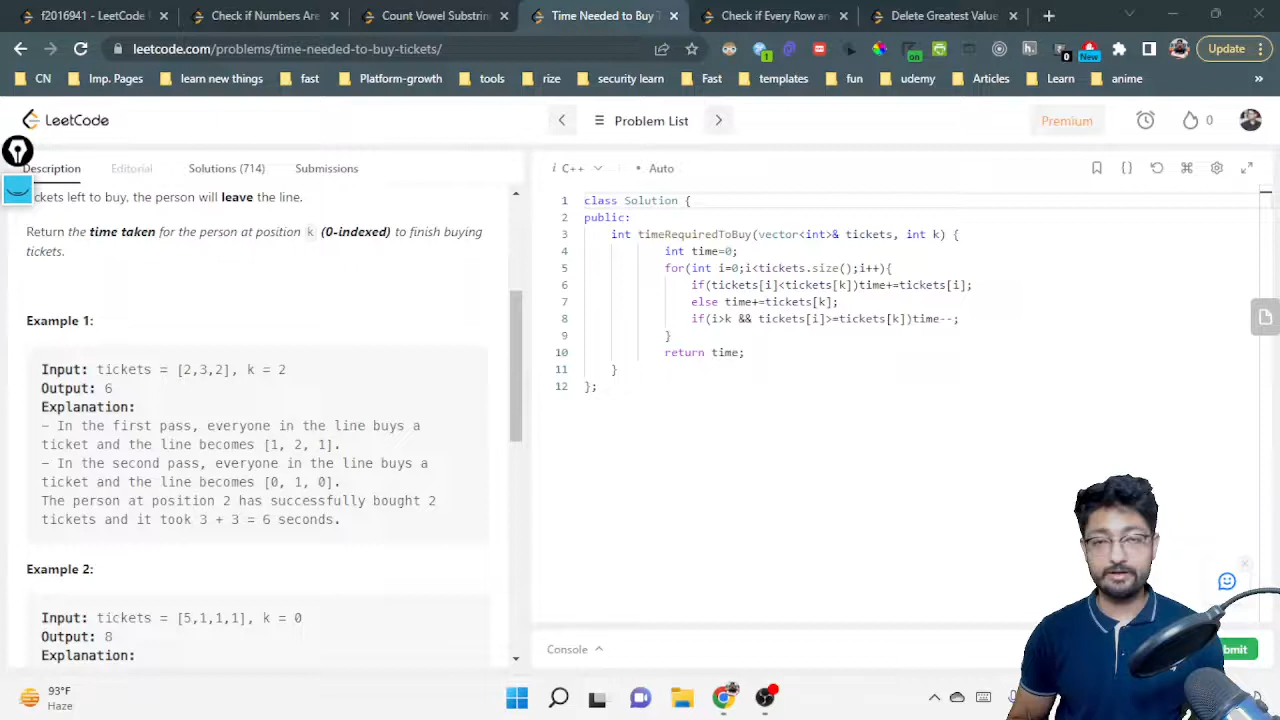 f2016941 - LeetCode
Check if Numbers Are
Count Vowel Substrin
Time Needed to Buy T
Check if Every Row an
Delete Greatest Value
leetcode.com/problems/time-needed-to-buy-tickets/
1
on
0
New
Update
CN
Imp. Pages
learn new things
fast
Platform-growth
tools
rise
security learn
Fast
templates
fun
udemy
Articles
Learn
anime
»
LeetCode
Problem List
Premium
0
Description
Editorial
Solutions (714)
Submissions
i C++
• Auto
ckets left to buy, the person will leave the line.
Return the time taken for the person at position k (0-indexed) to finish buying
tickets.
Example 1:
Input: tickets = [2,3,2], k = 2
Output: 6
Explanation:
- In the first pass, everyone in the line buys a
ticket and the line becomes [1, 2, 1].
- In the second pass, everyone in the line buys a
ticket and the line becomes [0, 1, 0].
The person at position 2 has successfully bought 2
tickets and it took 3 + 3 = 6 seconds.
Example 2:
Input: tickets = [5,1,1,1], k = 0
Output: 8
Explanation:
1 class Solution {
2 public:
3 int timeRequiredToBuy(vector<int>& tickets, int k) {
4 int time=0;
5 for(int i=0;i<tickets.size();i++){
6 if(tickets[i]<tickets[k])time+=tickets[i];
7 else time+=tickets[k];
8 if(i>k && tickets[i]>=tickets[k])time--;
9 }
10 return time;
11 }
12 };
Console
mit
93°F
Haze